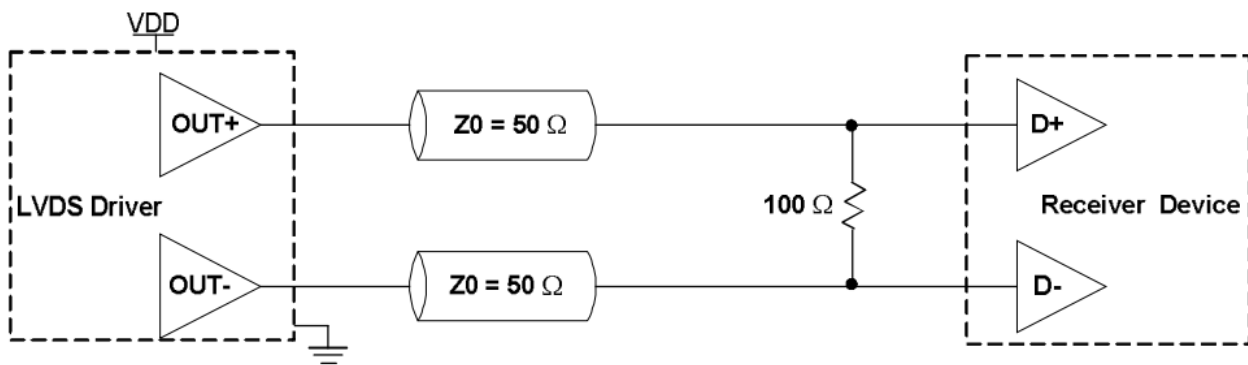 VDD
OUT+
Z0 = 50 Ω
D+
LVDS Driver
100 Ω
Receiver Device
OUT-
Z0 = 50 Ω
D-